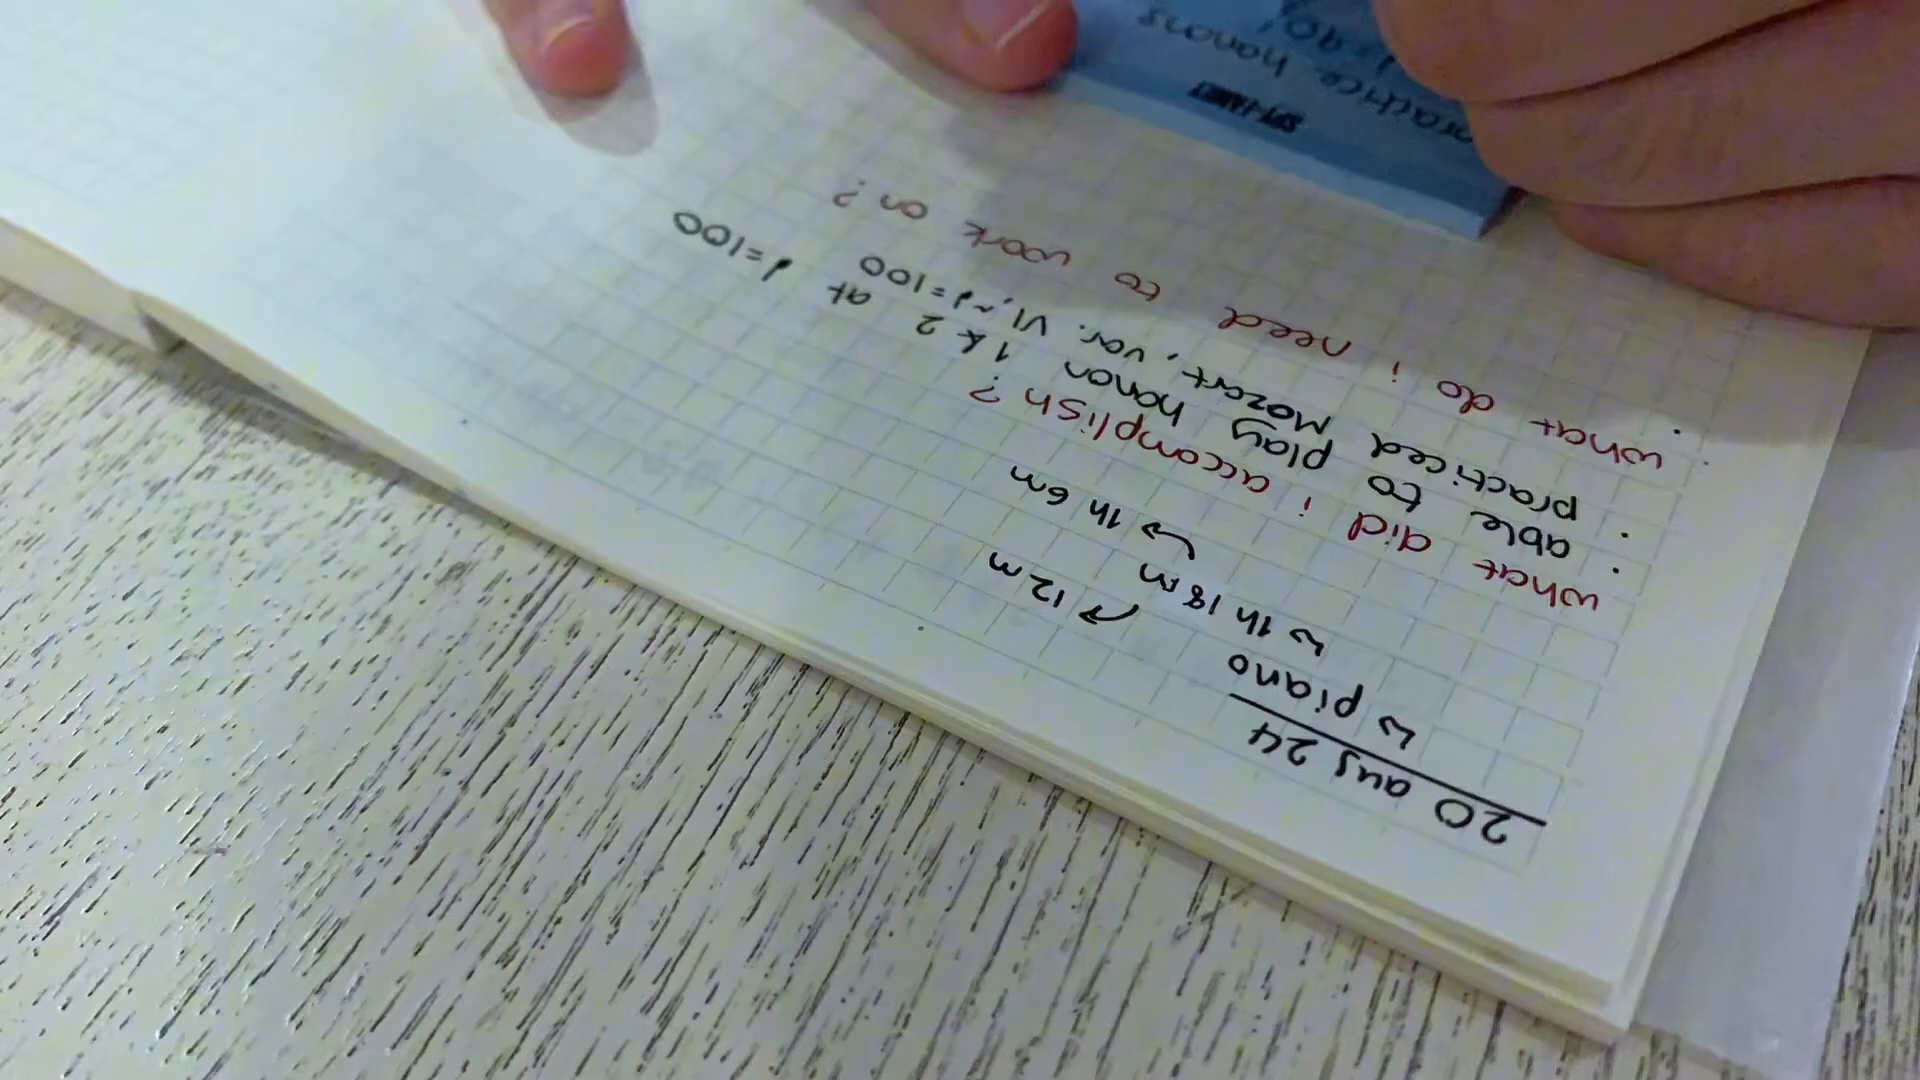 20 aug 24
↳ piano
↳ 1h 18m ↗ 12m
↳ 1h 6m
what did i accomplish?
· able to play hanon 1 & 2 at ♩=100
· practiced Mozart, var. VI, ~♩=100
what do i need to work on?
practice hanons
♩=90